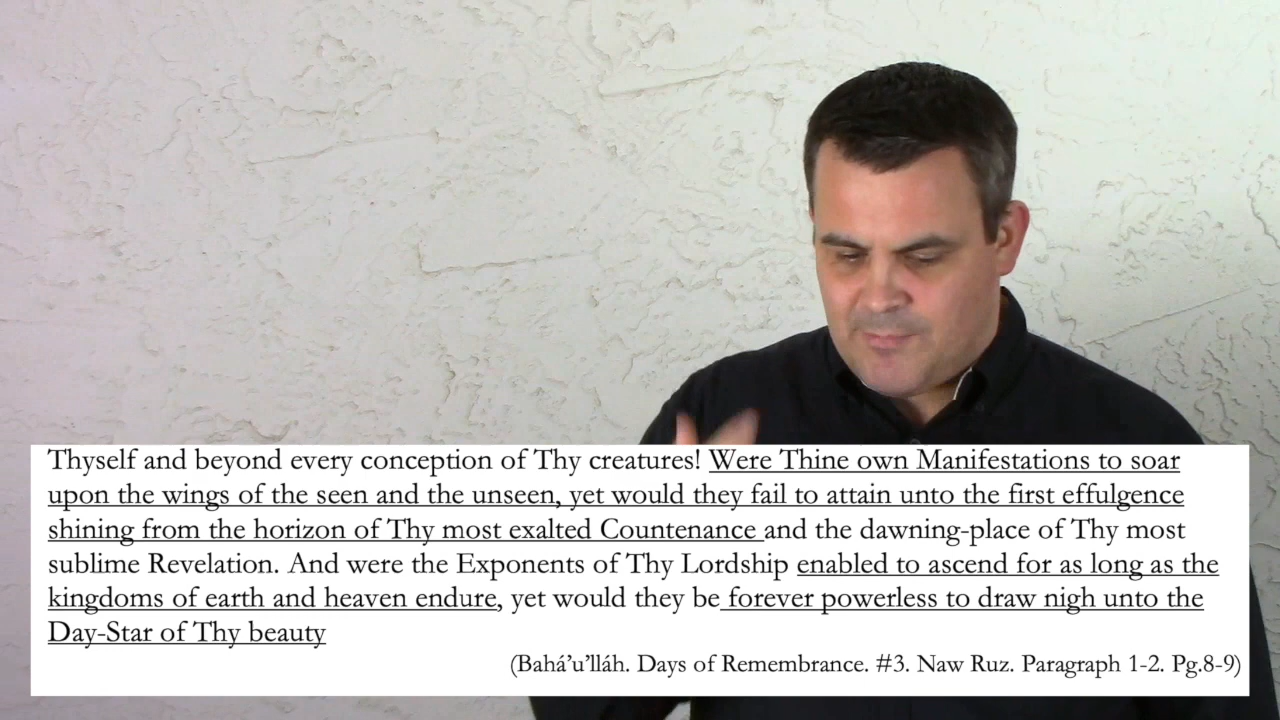 Thyself and beyond every conception of Thy creatures! Were Thine own Manifestations to soar
upon the wings of the seen and the unseen, yet would they fail to attain unto the first effulgence
shining from the horizon of Thy most exalted Countenance and the dawning-place of Thy most
sublime Revelation. And were the Exponents of Thy Lordship enabled to ascend for as long as the
kingdoms of earth and heaven endure, yet would they be forever powerless to draw nigh unto the
Day-Star of Thy beauty
(Bahá’u’lláh. Days of Remembrance. #3. Naw Ruz. Paragraph 1-2. Pg.8-9)